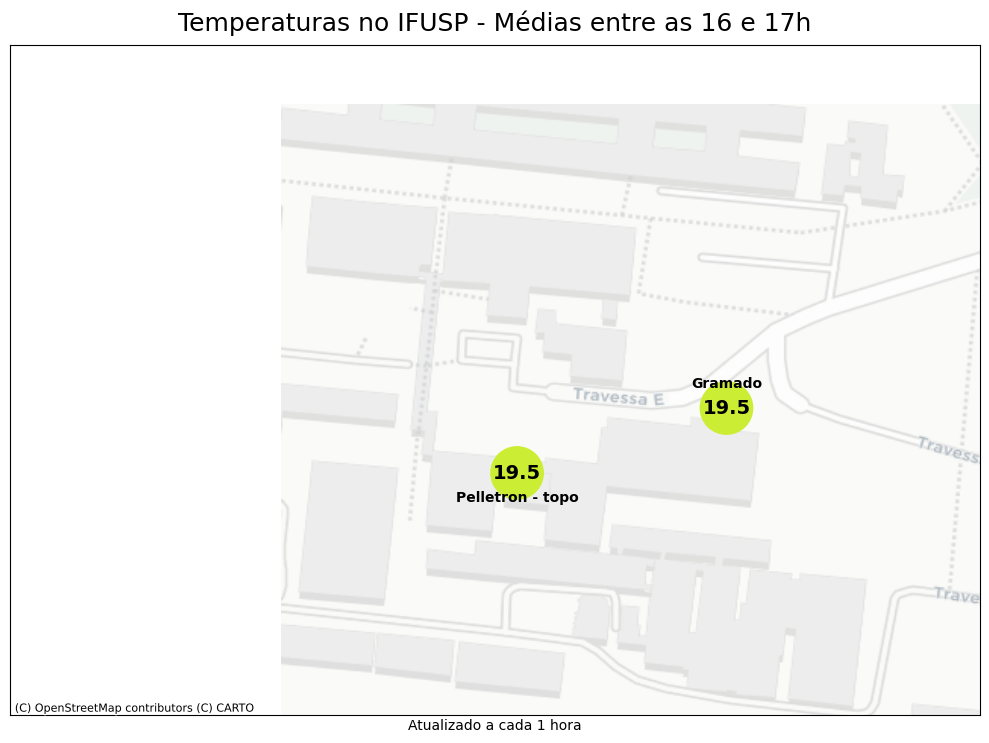 Temperaturas no IFUSP - Médias entre as 16 e 17h
Gramado
19.5
Travessa E
Travess
19.5
Pelletron - topo
Trave
(C) OpenStreetMap contributors (C) CARTO
Atualizado a cada 1 hora